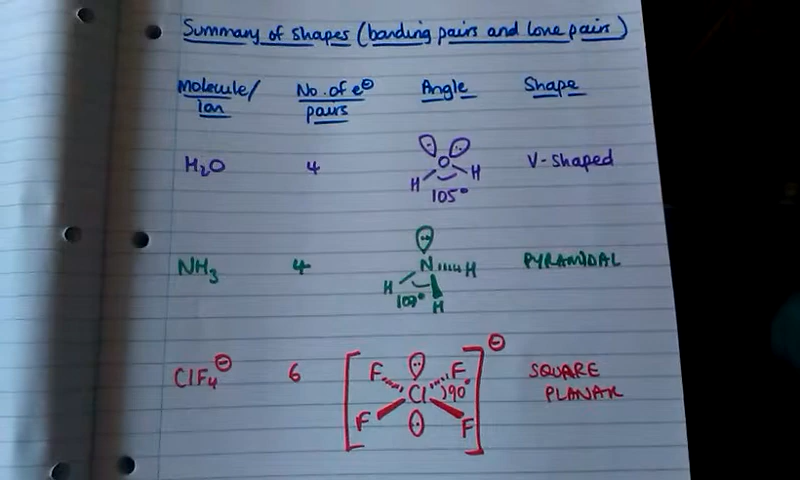 Summary of shapes (bonding pairs and lone pairs)
Molecule/ No. of e⊖ Angle Shape
Ion pairs
H₂O 4 O H H 105° V-shaped
NH₃ 4 N H H H 107° PYRAMIDAL
ClF₄⊖ 6 [F F Cl 90° F F]⊖ SQUARE
PLANAR